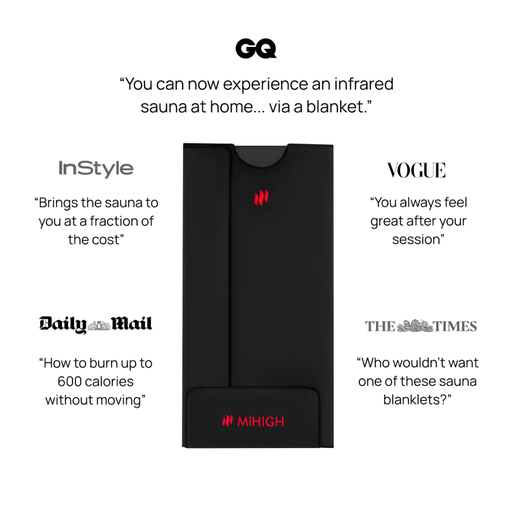 GQ
“You can now experience an infrared
sauna at home... via a blanket.”
InStyle
“Brings the sauna to
you at a fraction of
the cost”
VOGUE
“You always feel
great after your
session”
Daily Mail
“How to burn up to
600 calories
without moving”
THE TIMES
“Who wouldn't want
one of these sauna
blanklets?”
MiHIGH